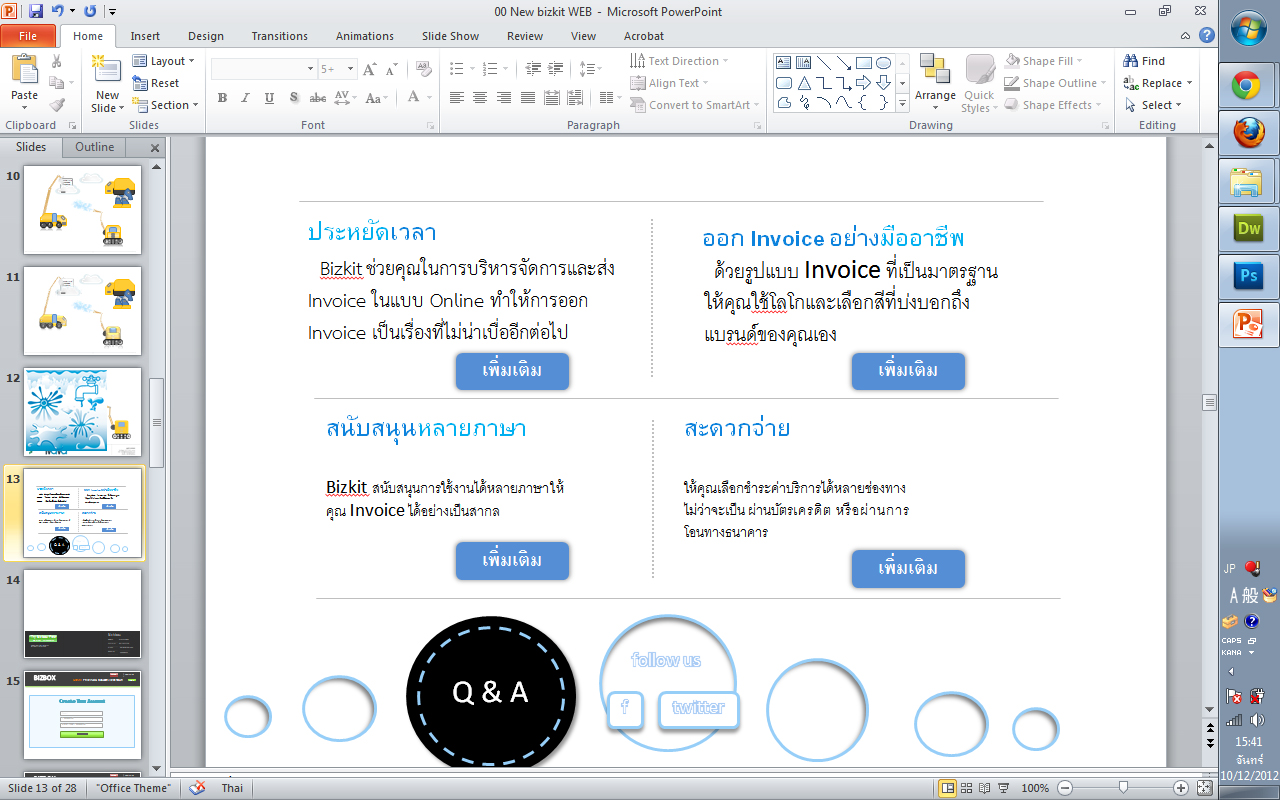 00 New bizkit WEB - Microsoft PowerPoint
File Home Insert Design Transitions Animations Slide Show Review View Acrobat
Paste
New Slide
Layout
Reset
Section
5+
B I U S abc AV Aa A
Text Direction
Align Text
Convert to SmartArt
Arrange
Quick Styles
Shape Fill
Shape Outline
Shape Effects
Find
Replace
Select
Clipboard Slides Font Paragraph Drawing Editing
Slides Outline
10
11
12
13
14
15
BIZBOX
Create Your Account
ประหยัดเวลา
Bizkit ช่วยคุณในการบริหารจัดการและส่ง
Invoice ในแบบ Online ทำให้การออก
Invoice เป็นเรื่องที่ไม่น่าเบื่ออีกต่อไป
เพิ่มเติม
ออก Invoice อย่างมืออาชีพ
ด้วยรูปแบบ Invoice ที่เป็นมาตรฐาน
ให้คุณใช้โลโกและเลือกสีที่บ่งบอกถึง
แบรนด์ของคุณเอง
เพิ่มเติม
สนับสนุนหลายภาษา
Bizkit สนับสนุนการใช้งานได้หลายภาษาให้
คุณ Invoice ได้อย่างเป็นสากล
เพิ่มเติม
สะดวกจ่าย
ให้คุณเลือกชำระค่าบริการได้หลายช่องทาง
ไม่ว่าจะเป็น ผ่านบัตรเครดิต หรือผ่านการ
โอนทางธนาคาร
เพิ่มเติม
Q & A
follow us
f twitter
Dw
Ps
JP
A 般
CAPS
KANA
15:41
จันทร์
10/12/2012
Slide 13 of 28 "Office Theme" Thai 100%